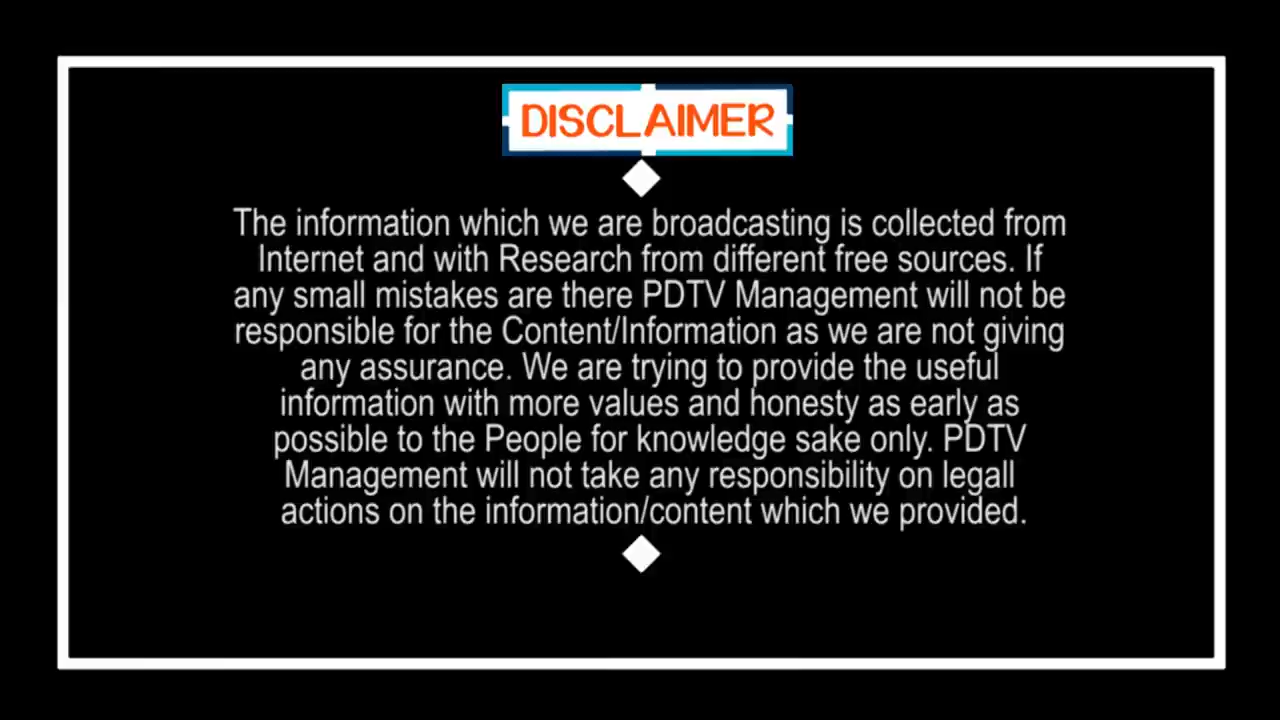 DISCLAIMER
The information which we are broadcasting is collected from
Internet and with Research from different free sources. If
any small mistakes are there PDTV Management will not be
responsible for the Content/Information as we are not giving
any assurance. We are trying to provide the useful
information with more values and honesty as early as
possible to the People for knowledge sake only. PDTV
Management will not take any responsibility on legall
actions on the information/content which we provided.